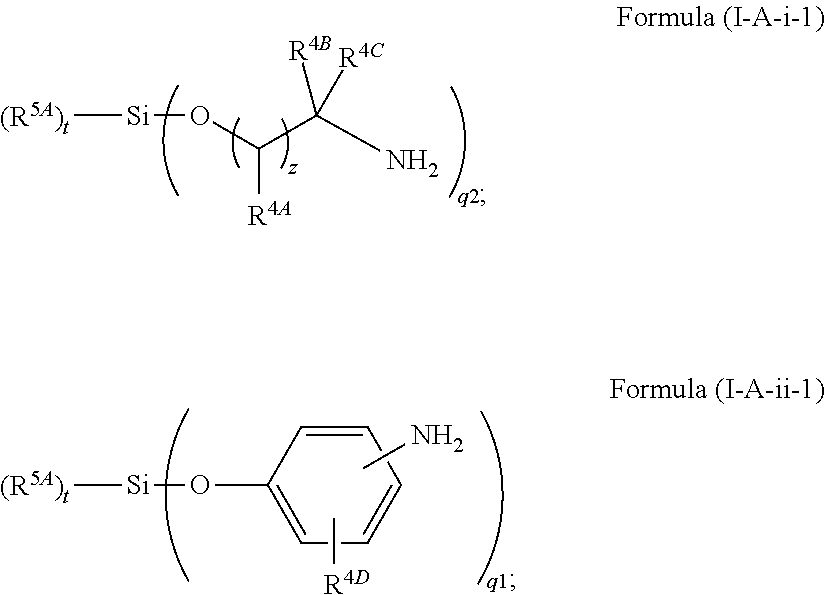 Formula (I-A-i-1)
R4B R4C
(R5A)t Si O z NH2 q2;
R4A
Formula (I-A-ii-1)
NH2
(R5A)t Si O
R4D q1;